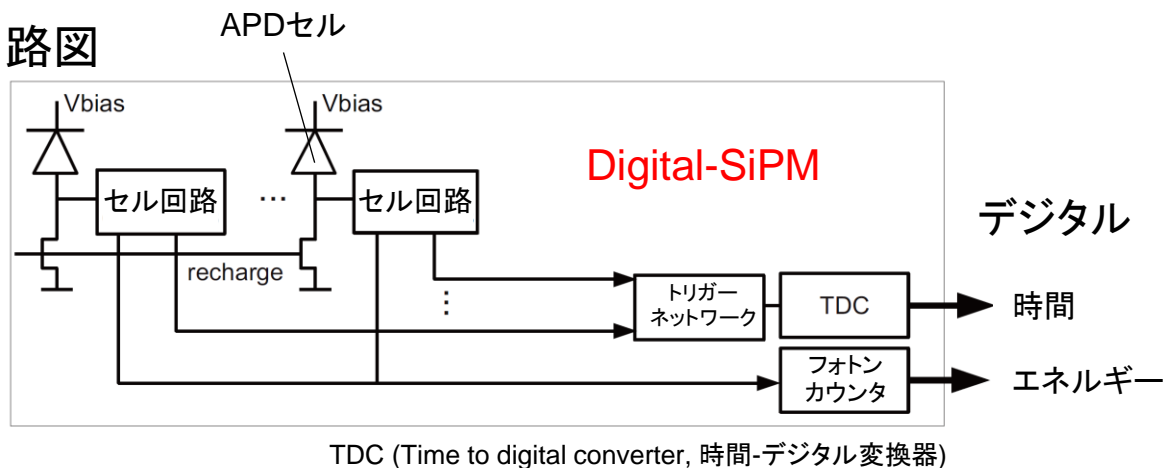 APDセル
路図
Vbias
Vbias
Digital-SiPM
セル回路
…
セル回路
デジタル
recharge
…
トリガー
ネットワーク
TDC
時間
フォトン
カウンタ
エネルギー
TDC (Time to digital converter, 時間-デジタル変換器)